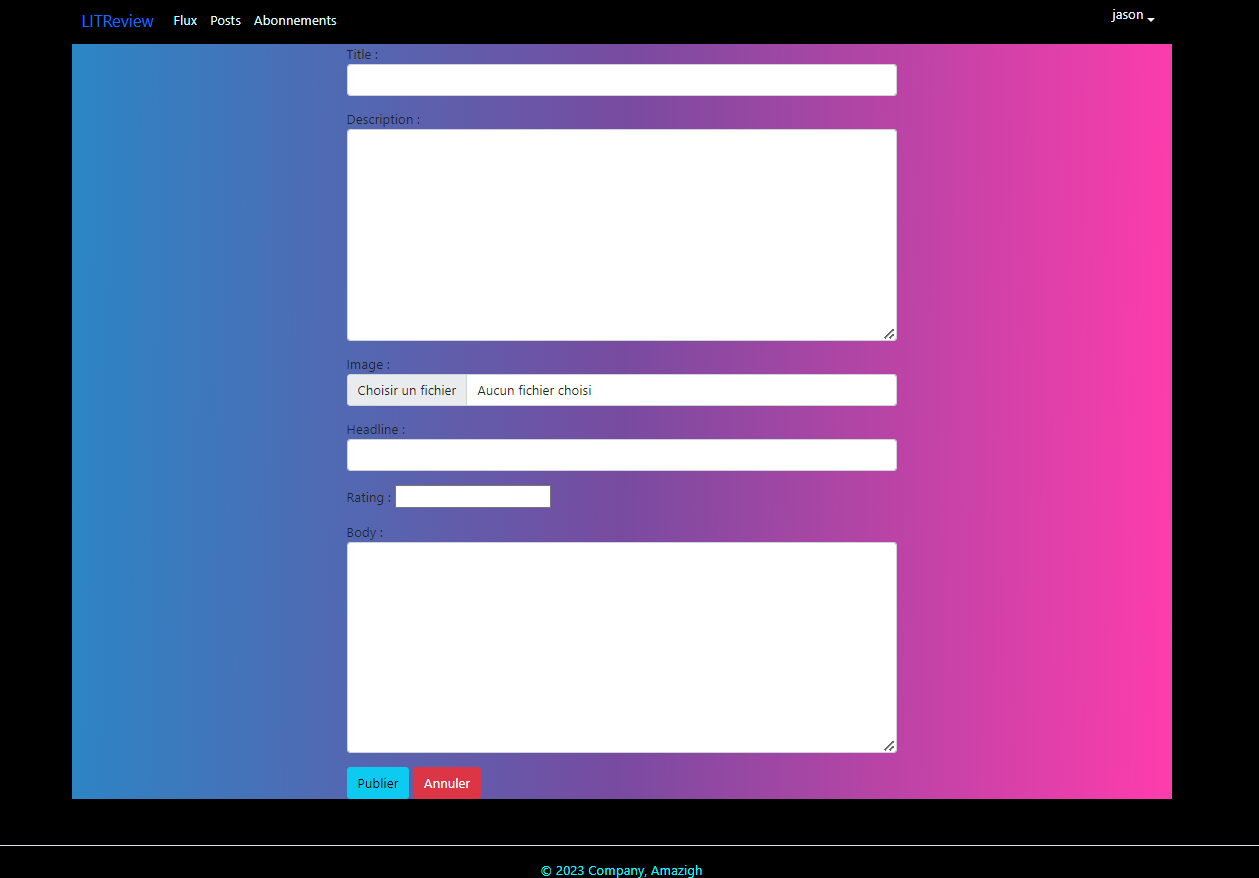 LITReview Flux Posts Abonnements jason
Title :
Description :
Image :
Choisir un fichier Aucun fichier choisi
Headline :
Rating :
Body :
Publier Annuler
© 2023 Company, Amazigh